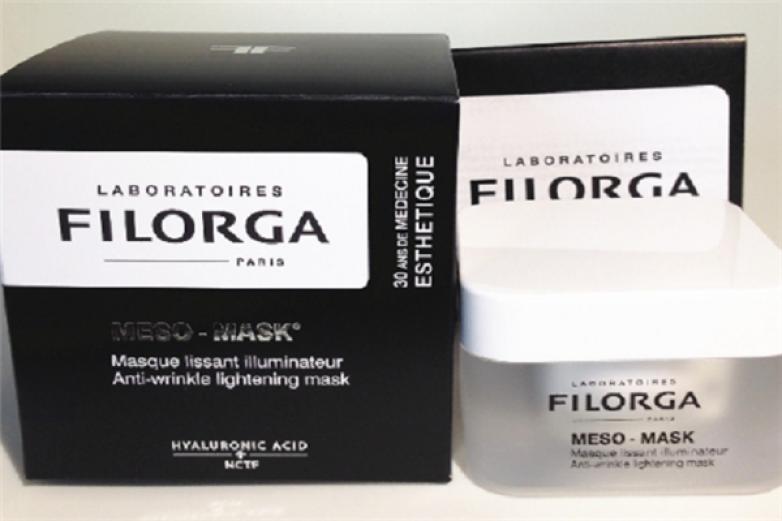 LABORATOIRES
FILORGA
PARIS
30 ANS DE MEDECINE
ESTHETIQUE
MESO - MASK®
Masque lissant illuminateur
Anti-wrinkle lightening mask
HYALURONIC ACID
+
NCTF
LABORATOIRES
FILORGA
LABORATOIRES
FILORGA
PARIS
MESO - MASK
Masque lissant illuminateur
Anti-wrinkle lightening mask